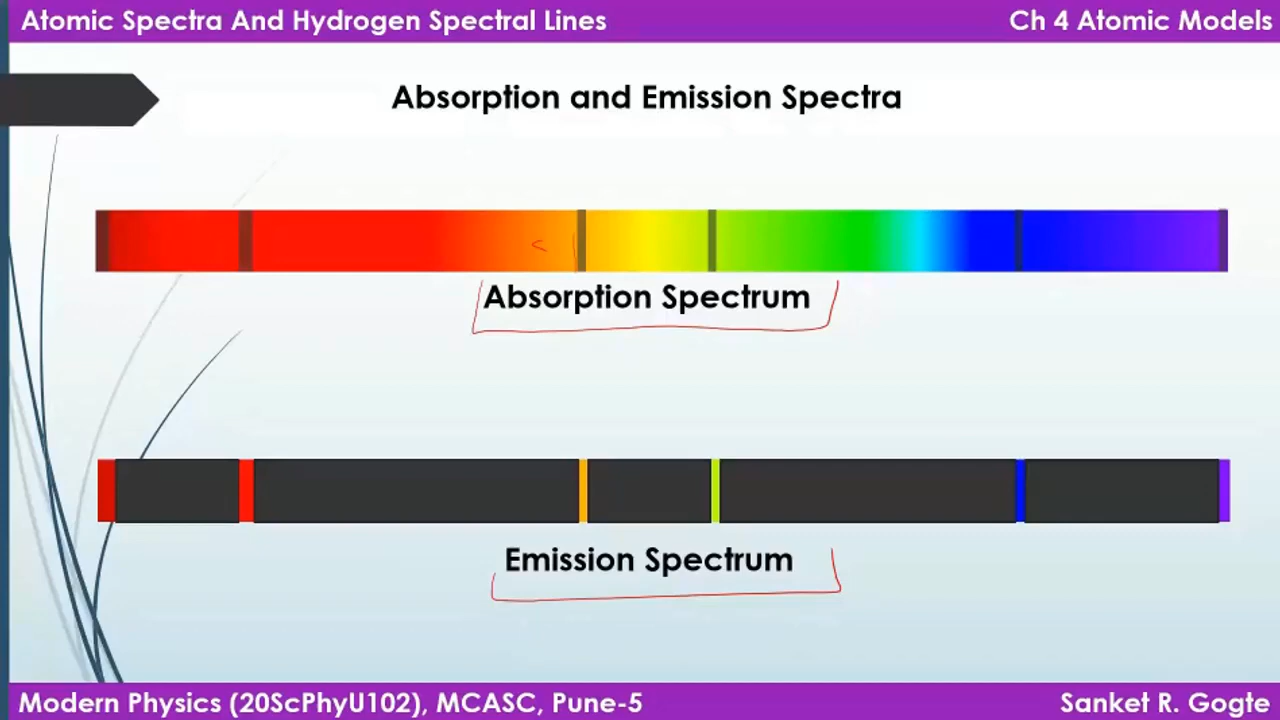 Atomic Spectra And Hydrogen Spectral Lines
Ch 4 Atomic Models
Absorption and Emission Spectra
Absorption Spectrum
Emission Spectrum
Modern Physics (20ScPhyU102), MCASC, Pune-5
Sanket R. Gogte